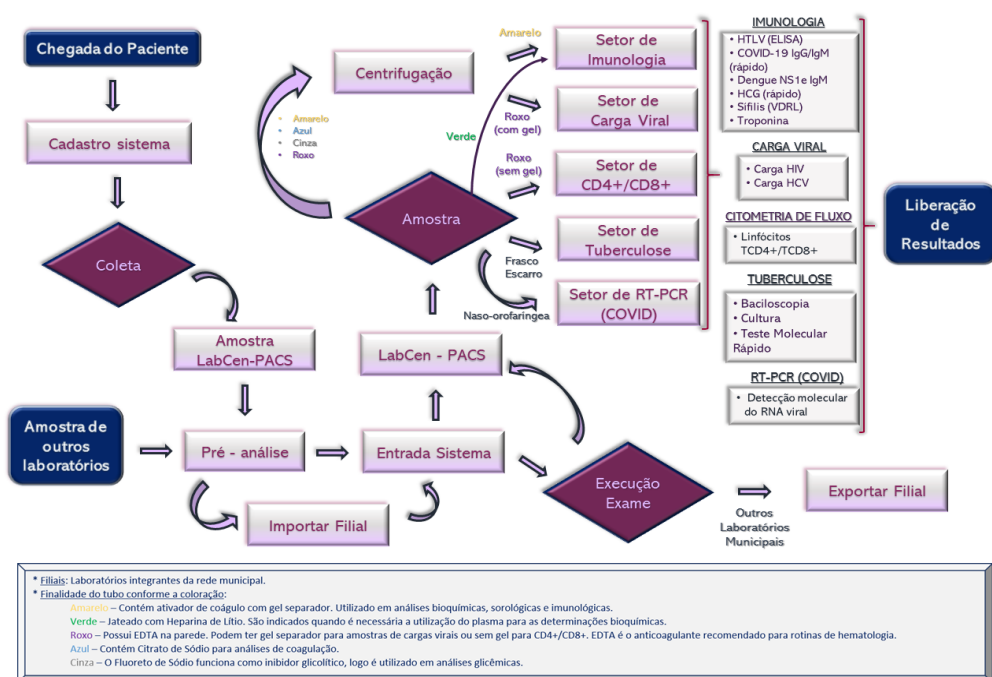 Chegada do Paciente
Cadastro sistema
Coleta
Amostra
LabCen-PACS
Amostra de
outros
laboratórios
Pré - análise
Importar Filial
Entrada Sistema
LabCen - PACS
Execução
Exame
Outros
Laboratórios
Municipais
Exportar Filial
Amostra
Centrifugação
• Amarelo
• Azul
• Cinza
• Roxo
Amarelo
Verde
Roxo
(com gel)
Roxo
(sem gel)
Frasco
Escarro
Naso-orofaríngea
Setor de
Imunologia
Setor de
Carga Viral
Setor de
CD4+/CD8+
Setor de
Tuberculose
Setor de RT-PCR
(COVID)
IMUNOLOGIA
• HTLV (ELISA)
• COVID-19 IgG/IgM
(rápido)
• Dengue NS1e IgM
• HCG (rápido)
• Sifilis (VDRL)
• Troponina
CARGA VIRAL
• Carga HIV
• Carga HCV
CITOMETRIA DE FLUXO
• Linfócitos
TCD4+/TCD8+
TUBERCULOSE
• Baciloscopia
• Cultura
• Teste Molecular
Rápido
RT-PCR (COVID)
• Detecção molecular
do RNA viral
Liberação
de
Resultados
* Filiais: Laboratórios integrantes da rede municipal.
* Finalidade do tubo conforme a coloração:
Amarelo – Contém ativador de coágulo com gel separador. Utilizado em análises bioquímicas, sorológicas e imunológicas.
Verde – Jateado com Heparina de Lítio. São indicados quando é necessária a utilização do plasma para as determinações bioquímicas.
Roxo – Possui EDTA na parede. Podem ter gel separador para amostras de cargas virais ou sem gel para CD4+/CD8+. EDTA é o anticoagulante recomendado para rotinas de hematologia.
Azul – Contém Citrato de Sódio para análises de coagulação.
Cinza – O Fluoreto de Sódio funciona como inibidor glicolítico, logo é utilizado em análises glicêmicas.